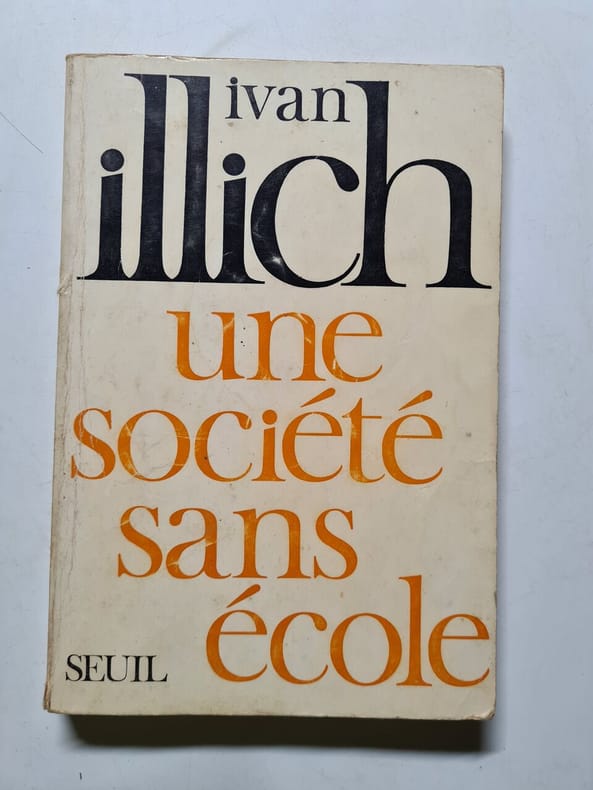 ivan
illich
une
société
sans
école
SEUIL